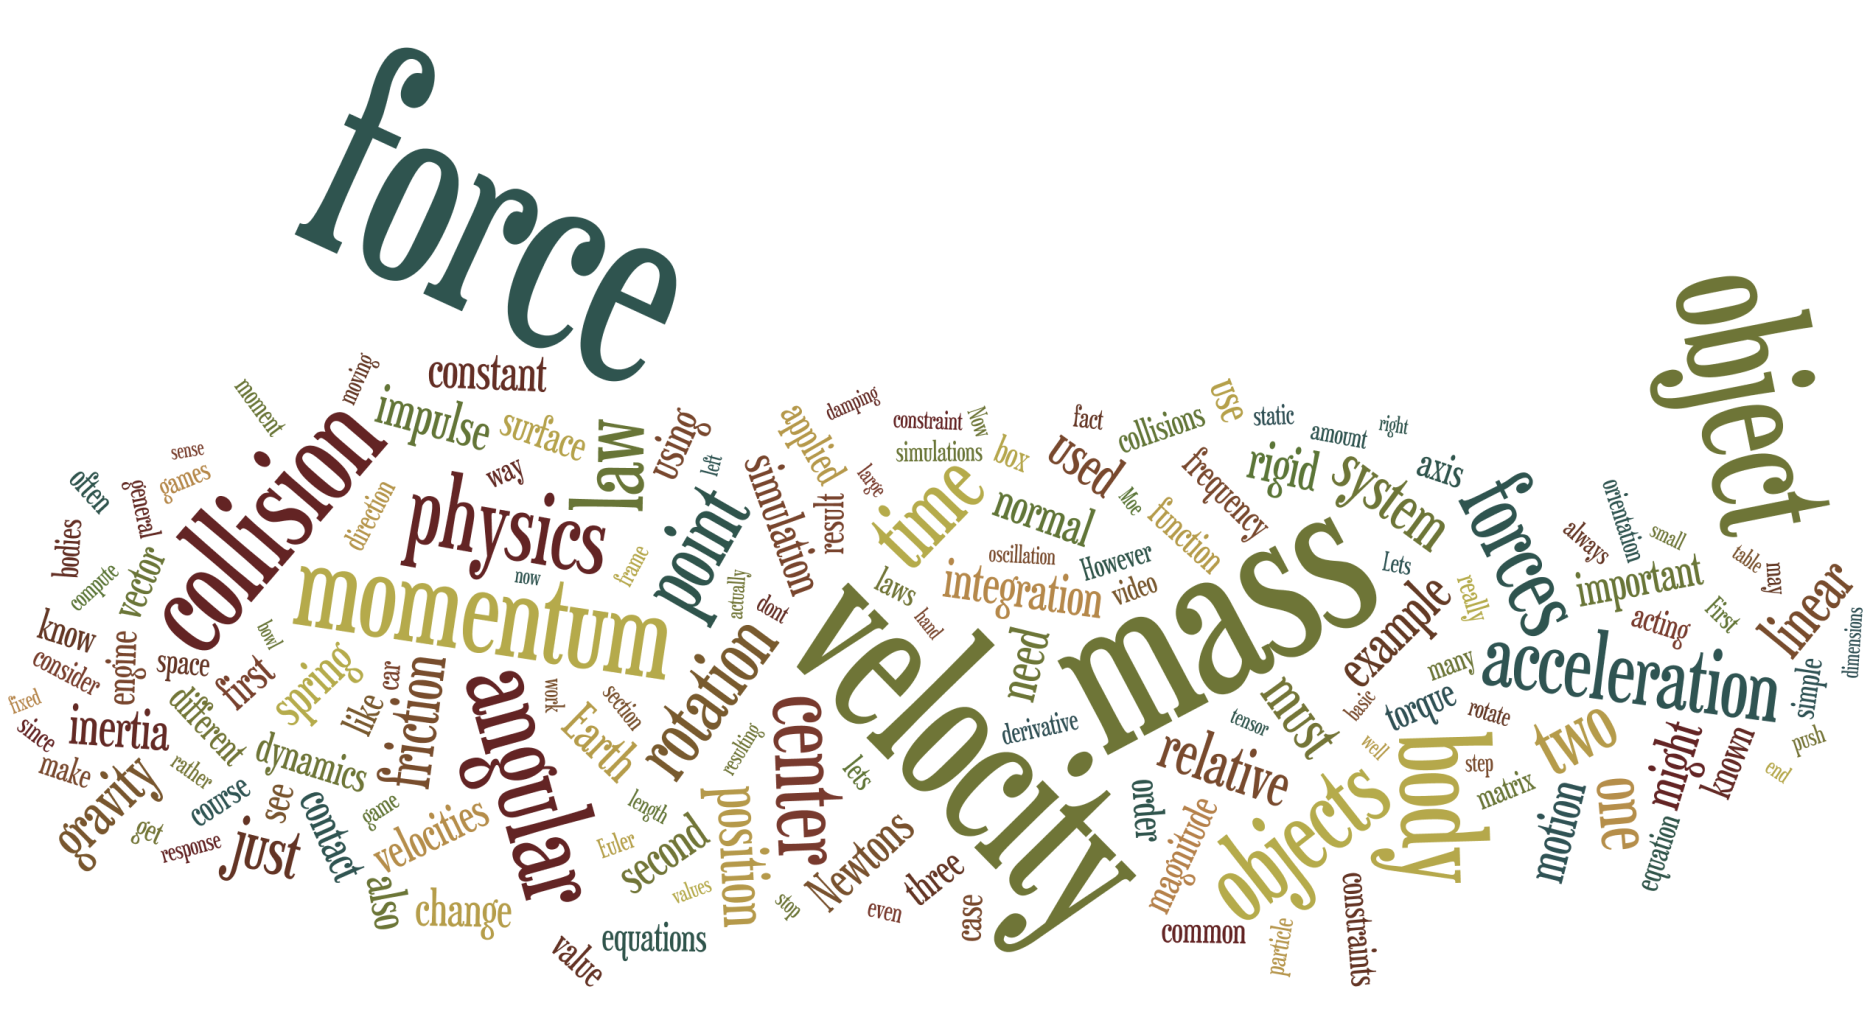 force
object
moving
constant
moment
impulse
surface
law
using
damping
applied
constraint
Now
fact
collisions
use
static
amount
right
sense
games
often
general
collision
way
left
simulation
simulations
box
used
frequency
rigid
system
axis
forces
orientation
direction
physics
point
large
result
time
normal
Moe
function
always
small
table
may
bodies
compute
vector
now
frame
actually
oscillation
However
Lets
important
linear
momentum
dont
laws
integration
video
mass
example
really
First
acting
dimensions
know
bowl
hand
velocity
need
consider
engine
space
first
spring
car
many
acceleration
simple
fixed
since
inertia
different
like
friction
angular
work
section
Earth
rotation
center
derivative
tensor
must
basic
torque
rotate
two
might
known
push
make
gravity
rather
dynamics
resulting
lets
relative
well
body
step
end
course
see
contact
game
velocities
length
position
order
matrix
motion
one
equation
get
response
just
Euler
second
Newtons
magnitude
objects
also
change
values
stop
even
three
case
constraints
value
equations
common
particle